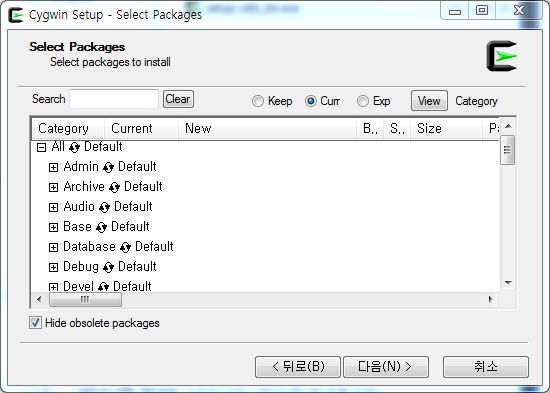 Cygwin Setup - Select Packages
Select Packages
Select packages to install
Search Clear Keep Curr Exp View Category
Category Current New B.. S.. Size
All Default
Admin Default
Archive Default
Audio Default
Base Default
Database Default
Debug Default
Devel Default
Hide obsolete packages
< 뒤로(B) 다음(N) > 취소